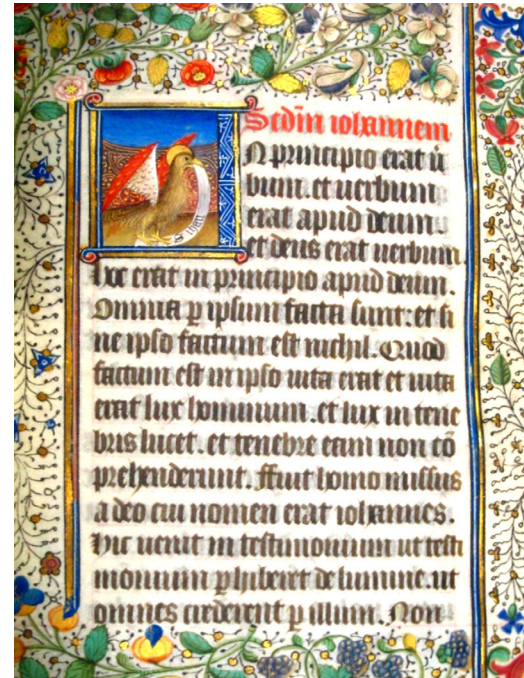 Scdm iohannem
IN principio erat ū
bum. et uerbum
erat apud deum.
et deus erat uerbum
hoc erat in principio apud deum.
Omnia p ipsum facta sunt: et si
ne ipso factum est nichil. Quod
factum est in ipso uita erat et uita
erat lux hominum. et lux in tene
bris lucet. et tenebre eam non cō
prehenderunt. ffuit homo missus
a deo cui nomen erat iohannes.
hic uenit in testimonium ut testi
monium phiberet de lumine. ut
omnes crederent p illum. Non